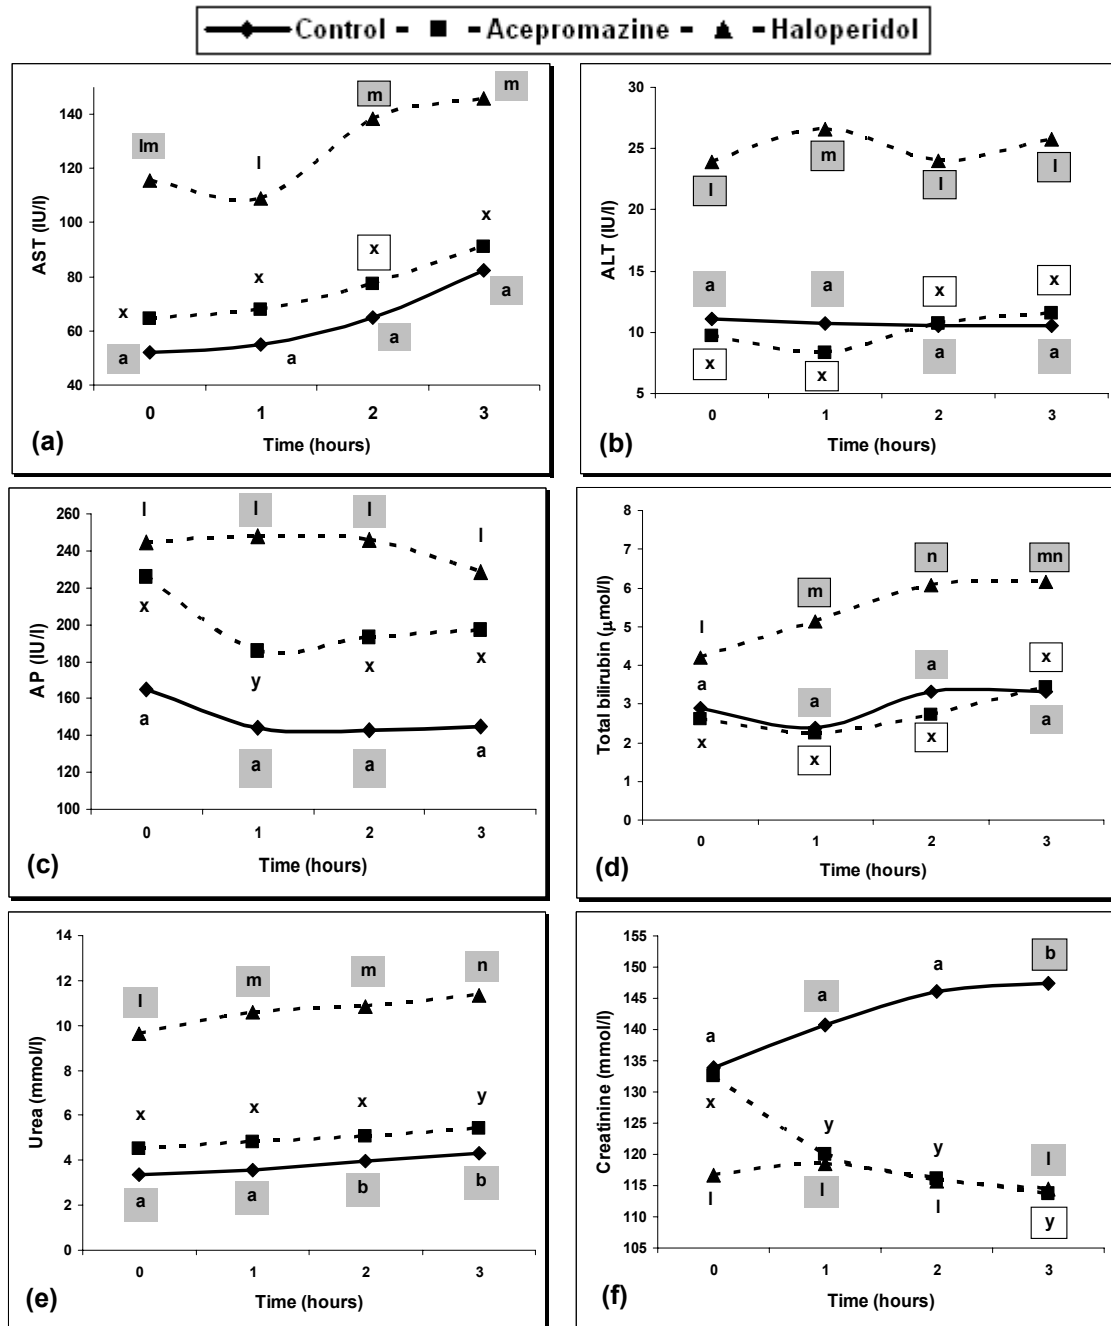 Control Acepromazine Haloperidol
AST (IU/l)
140
120
100
80
60
40
lm
l
m
m
x
x
x
x
a
a
a
a
0 1 2 3
Time (hours)
(a)
ALT (IU/l)
30
25
20
15
10
5
l
m
l
l
a
a
x
x
x
x
a
a
0 1 2 3
Time (hours)
(b)
AP (IU/l)
260
240
220
200
180
160
140
120
100
l
l
l
l
x
y
x
x
a
a
a
a
0 1 2 3
Time (hours)
(c)
Total bilirubin (µmol/l)
8
7
6
5
4
3
2
1
0
l
m
n
mn
a
a
a
x
x
x
x
a
0 1 2 3
Time (hours)
(d)
Urea (mmol/l)
14
12
10
8
6
4
2
0
l
m
m
n
x
x
x
y
a
a
b
b
0 1 2 3
Time (hours)
(e)
Creatinine (mmol/l)
155
150
145
140
135
130
125
120
115
110
105
a
a
a
b
x
y
y
l
l
l
l
y
0 1 2 3
Time (hours)
(f)